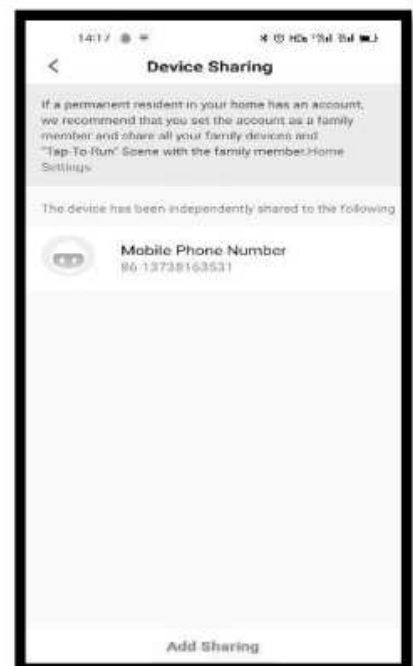 14:17
Device Sharing
If a permanent resident in your home has an account,
we recommend that you set the account as a family
member and share all your family devices and
"Tap-To-Run" Scene with the family member.Home
Settings
The device has been independently shared to the following
Mobile Phone Number
86-13738163531
Add Sharing